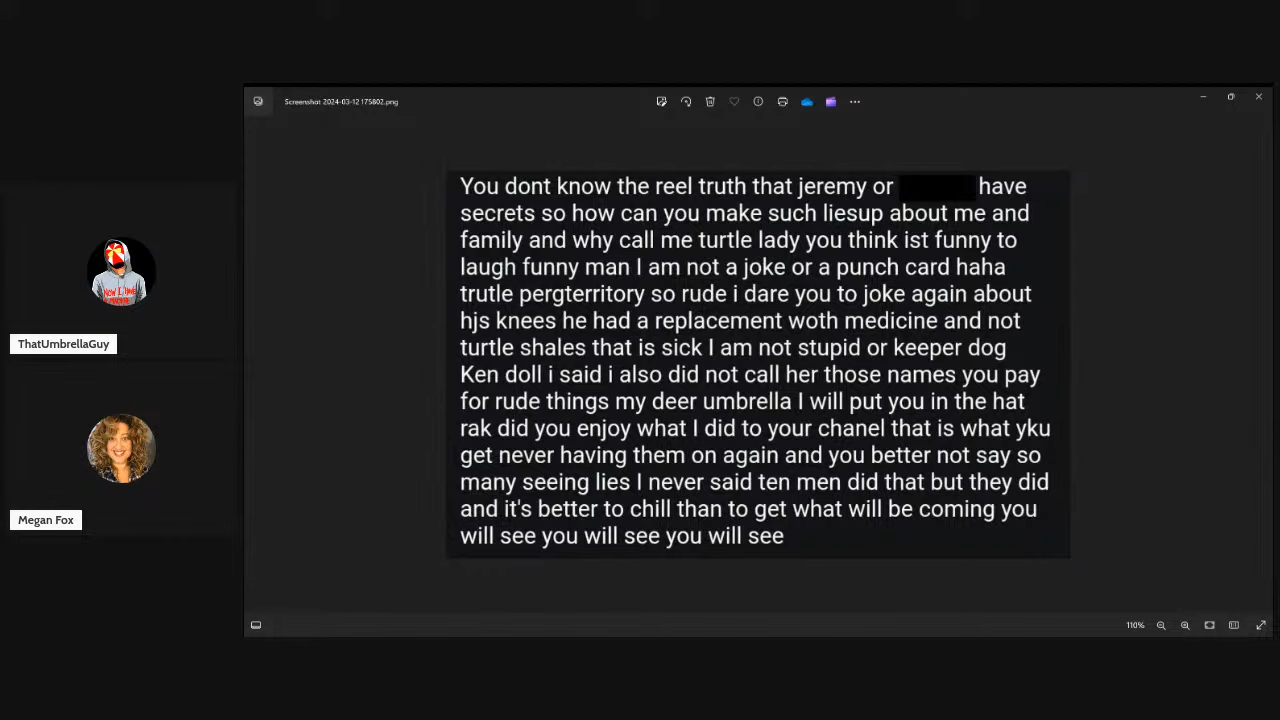 Screenshot 2024-03-12 175802.png
You dont know the reel truth that jeremy or have
secrets so how can you make such liesup about me and
family and why call me turtle lady you think ist funny to
laugh funny man I am not a joke or a punch card haha
trutle pergterritory so rude i dare you to joke again about
hjs knees he had a replacement woth medicine and not
turtle shales that is sick I am not stupid or keeper dog
Ken doll i said i also did not call her those names you pay
for rude things my deer umbrella I will put you in the hat
rak did you enjoy what I did to your chanel that is what yku
get never having them on again and you better not say so
many seeing lies I never said ten men did that but they did
and it's better to chill than to get what will be coming you
will see you will see you will see
ThatUmbrellaGuy
Megan Fox
110%